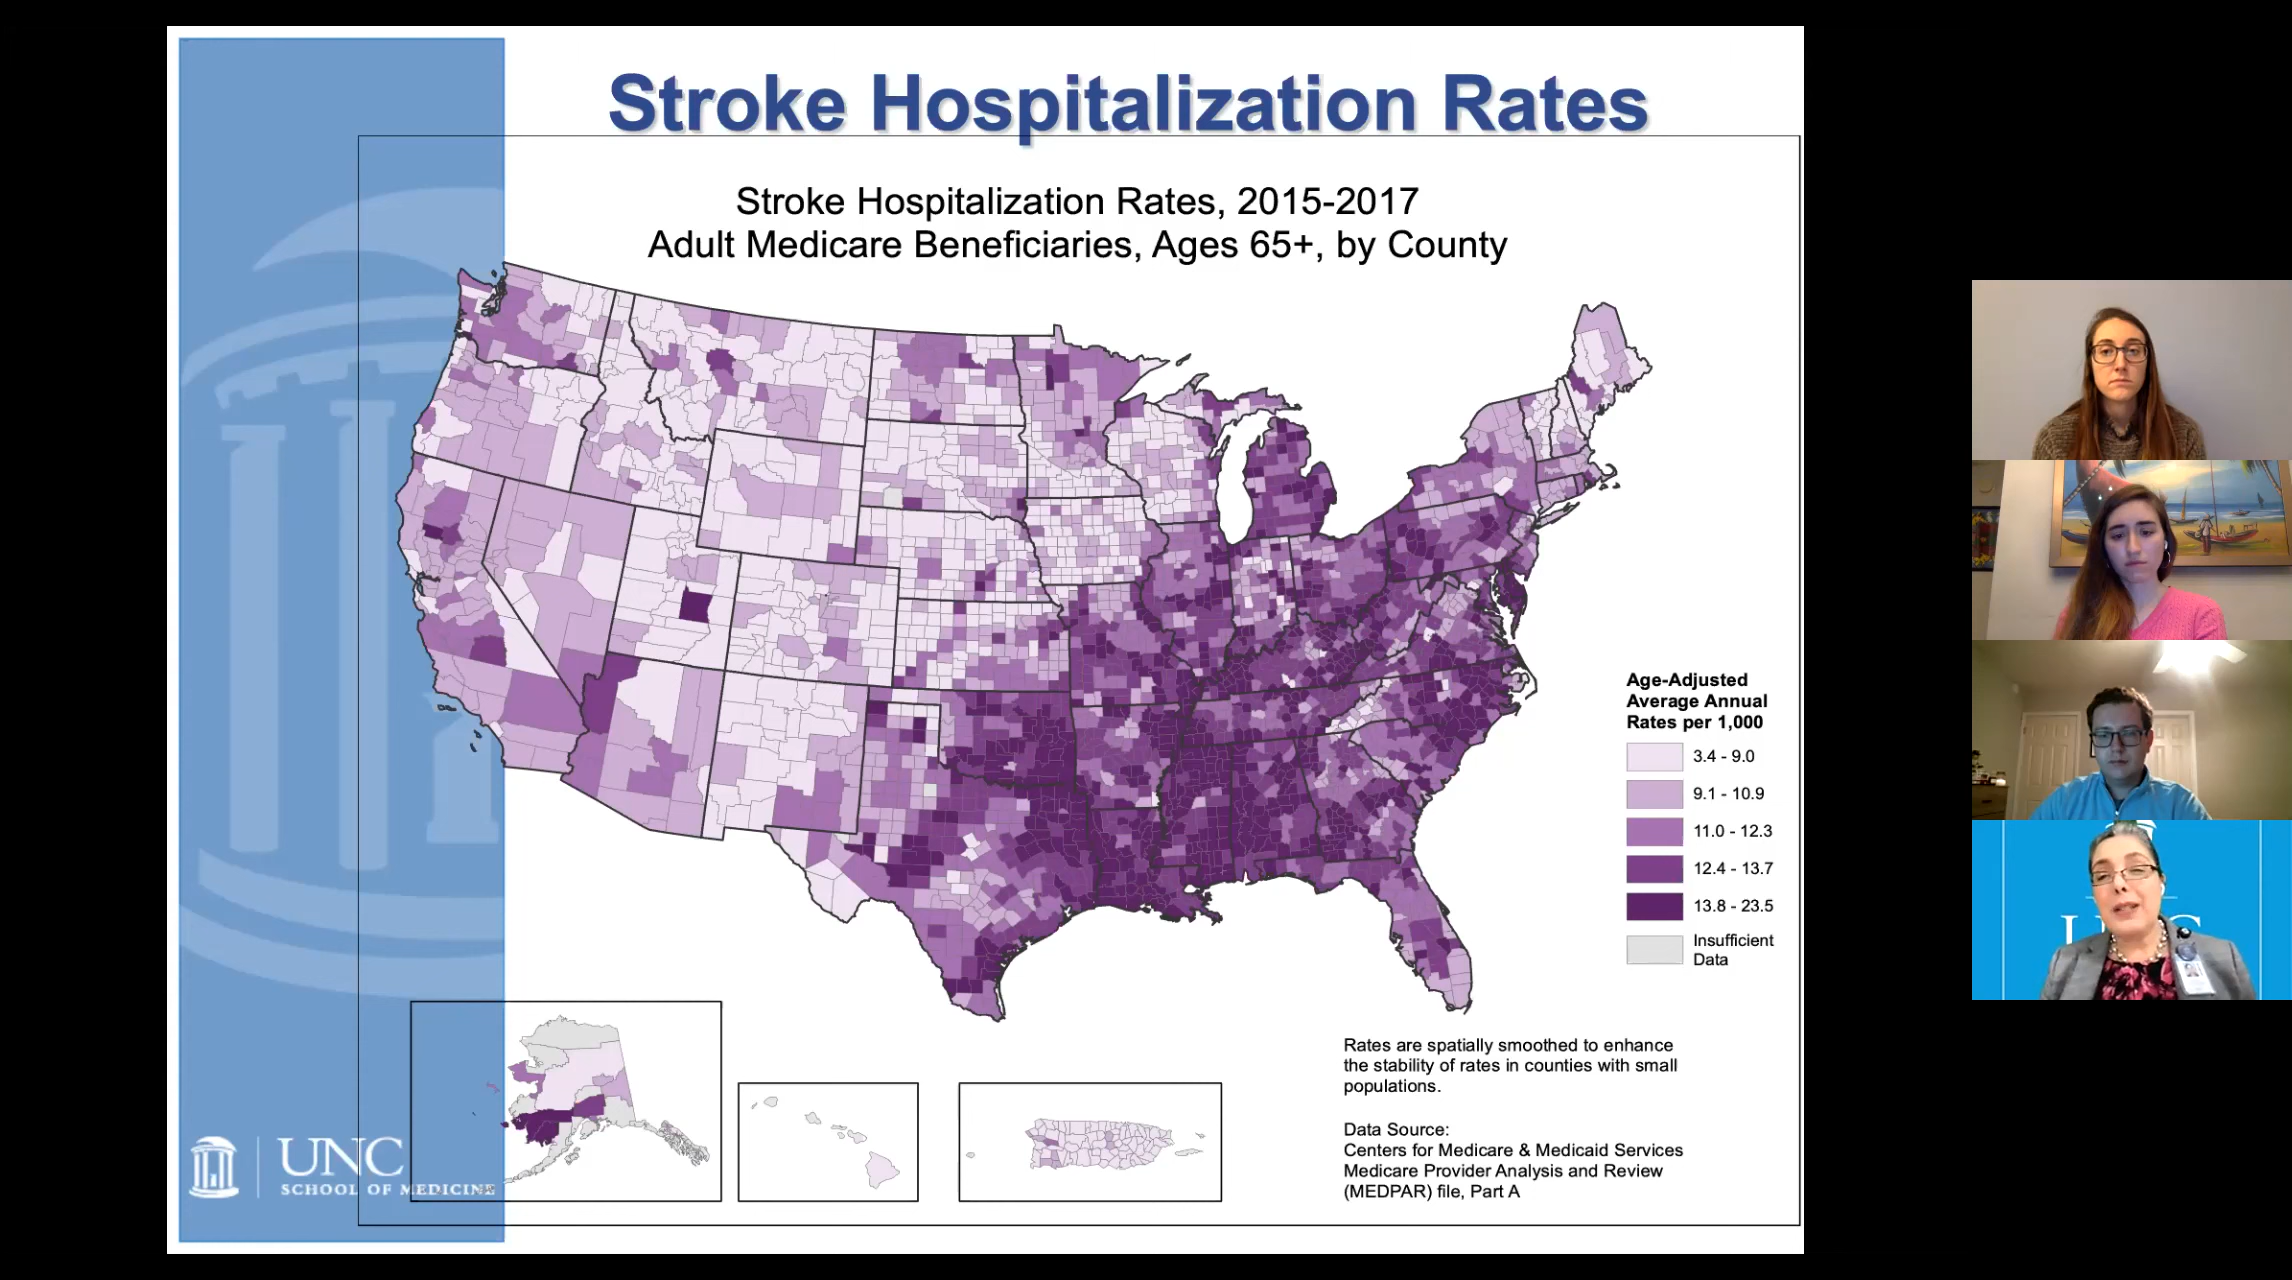 Stroke Hospitalization Rates
Stroke Hospitalization Rates, 2015-2017
Adult Medicare Beneficiaries, Ages 65+, by County
Age-Adjusted
Average Annual
Rates per 1,000
3.4 - 9.0
9.1 - 10.9
11.0 - 12.3
12.4 - 13.7
13.8 - 23.5
Insufficient
Data
Rates are spatially smoothed to enhance
the stability of rates in counties with small
populations.
Data Source:
Centers for Medicare & Medicaid Services
Medicare Provider Analysis and Review
(MEDPAR) file, Part A
UNC
SCHOOL OF MEDICINE